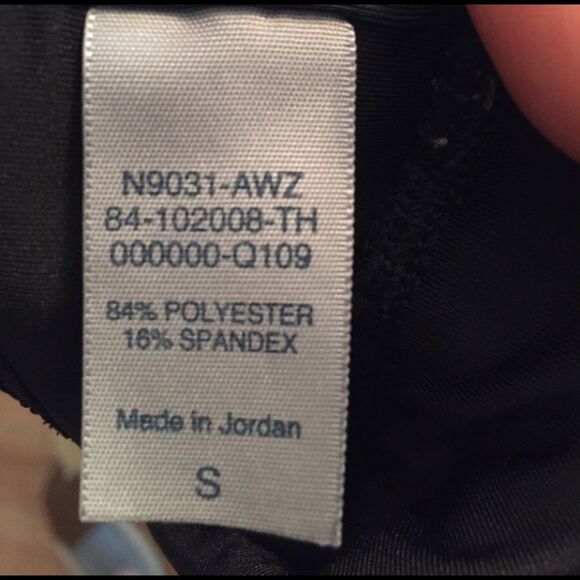 N9031-AWZ
84-102008-TH
000000-Q109
84% POLYESTER
16% SPANDEX
Made in Jordan
S